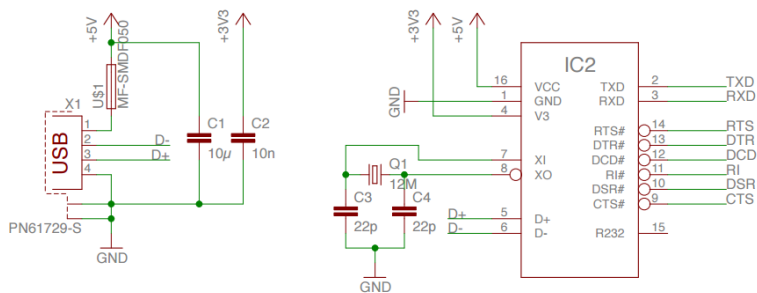 +5V
+3V3
MF-SMDF050
U$1
X1
USB
1
2
3
4
D-
D+
C1
10µ
C2
10n
PN61729-S
GND
+3V3
+5V
IC2
GND
16
1
4
VCC
GND
V3
TXD
RXD
2
3
TXD
RXD
RTS#
DTR#
DCD#
RI#
DSR#
CTS#
14
13
12
11
10
9
RTS
DTR
DCD
RI
DSR
CTS
7
8
XI
XO
Q1
12M
C3
22p
C4
22p
D+
D-
5
6
D+
D-
R232
15
GND